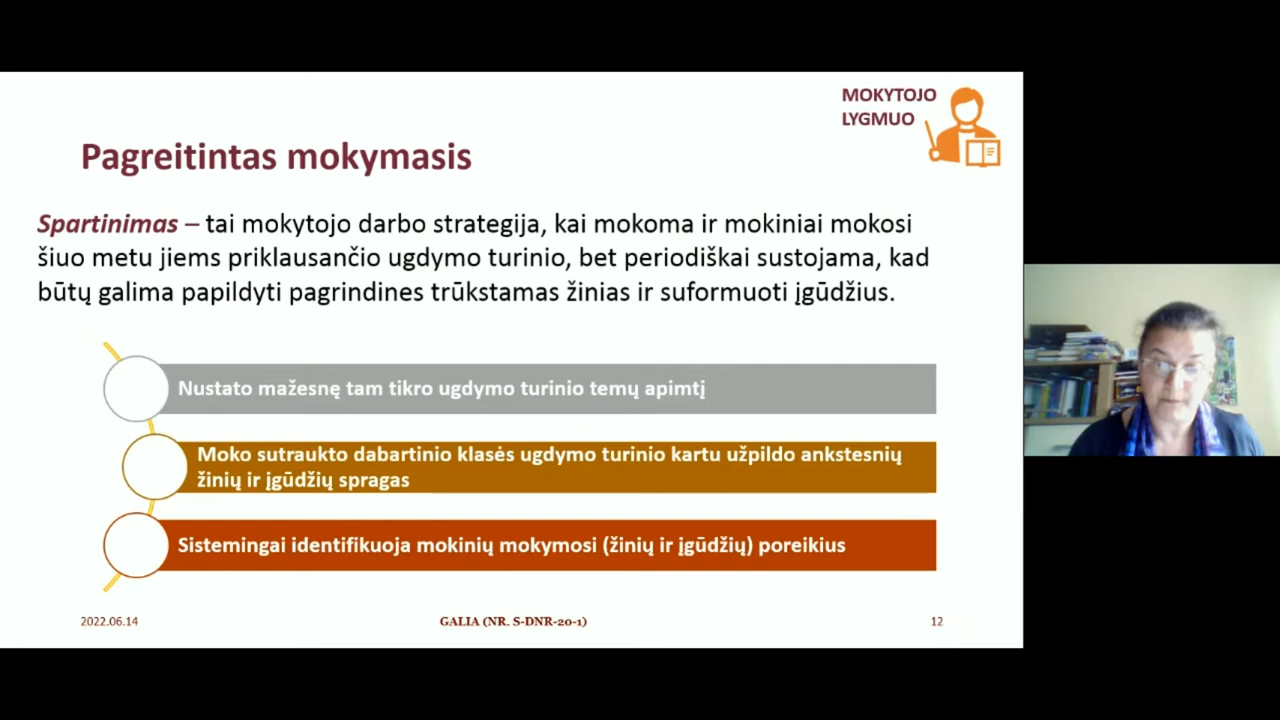 MOKYTOJO
LYGMUO
Pagreitintas mokymasis
Spartinimas – tai mokytojo darbo strategija, kai mokoma ir mokiniai mokosi
šiuo metu jiems priklausančio ugdymo turinio, bet periodiškai sustojama, kad
būtų galima papildyti pagrindines trūkstamas žinias ir suformuoti įgūdžius.
Nustato mažesnę tam tikro ugdymo turinio temų apimtį
Moko sutraukto dabartinio klasės ugdymo turinio kartu užpildo ankstesnių
žinių ir įgūdžių spragas
Sistemingai identifikuoja mokinių mokymosi (žinių ir įgūdžių) poreikius
2022.06.14
GALIA (NR. S-DNR-20-1)
12